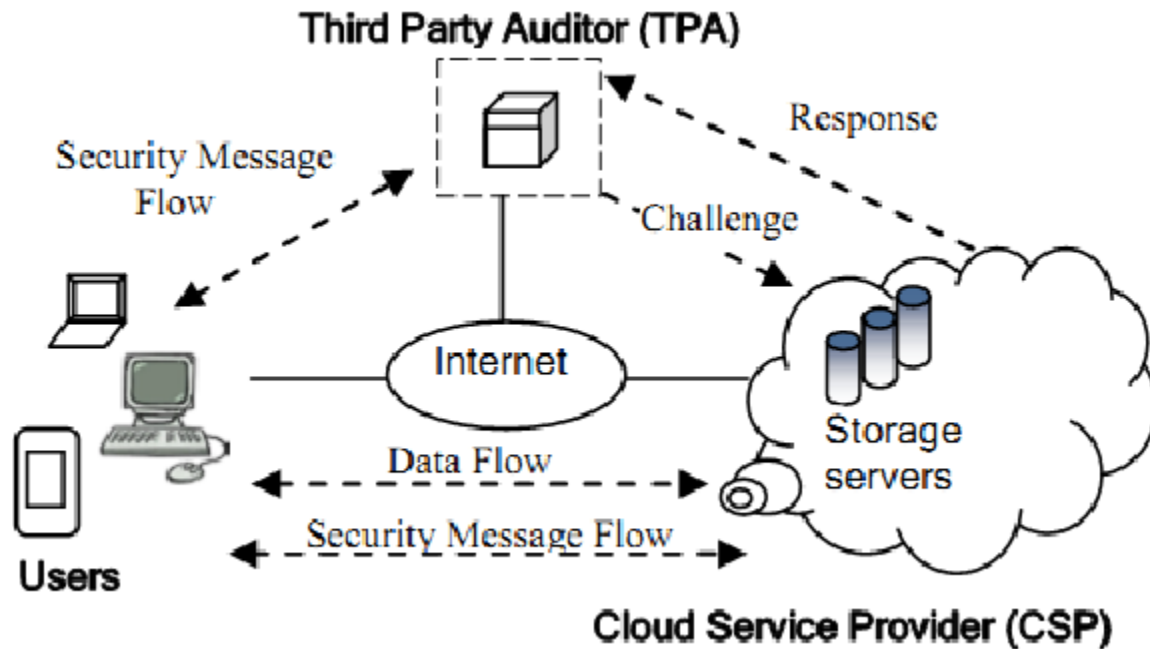 Third Party Auditor (TPA)
Response
Security Message
Flow
Challenge
Internet
Storage
servers
Data Flow
Security Message Flow
Users
Cloud Service Provider (CSP)